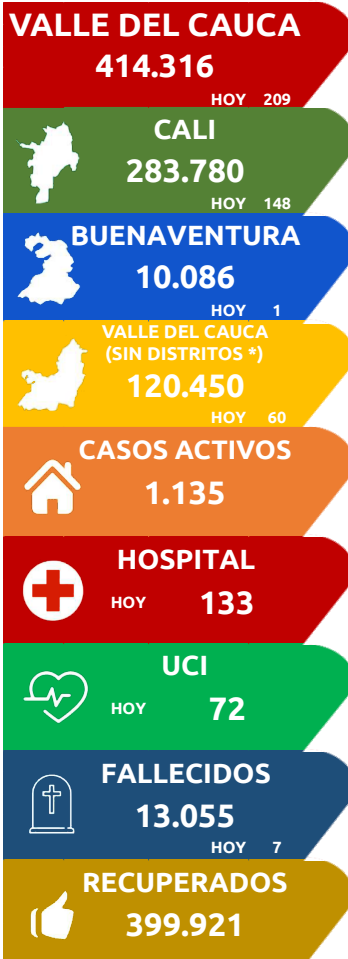 VALLE DEL CAUCA
414.316
HOY 209
CALI
283.780
HOY 148
BUENAVENTURA
10.086
HOY 1
VALLE DEL CAUCA
(SIN DISTRITOS *)
120.450
HOY 60
CASOS ACTIVOS
1.135
HOSPITAL
HOY 133
UCI
HOY 72
FALLECIDOS
13.055
HOY 7
RECUPERADOS
399.921